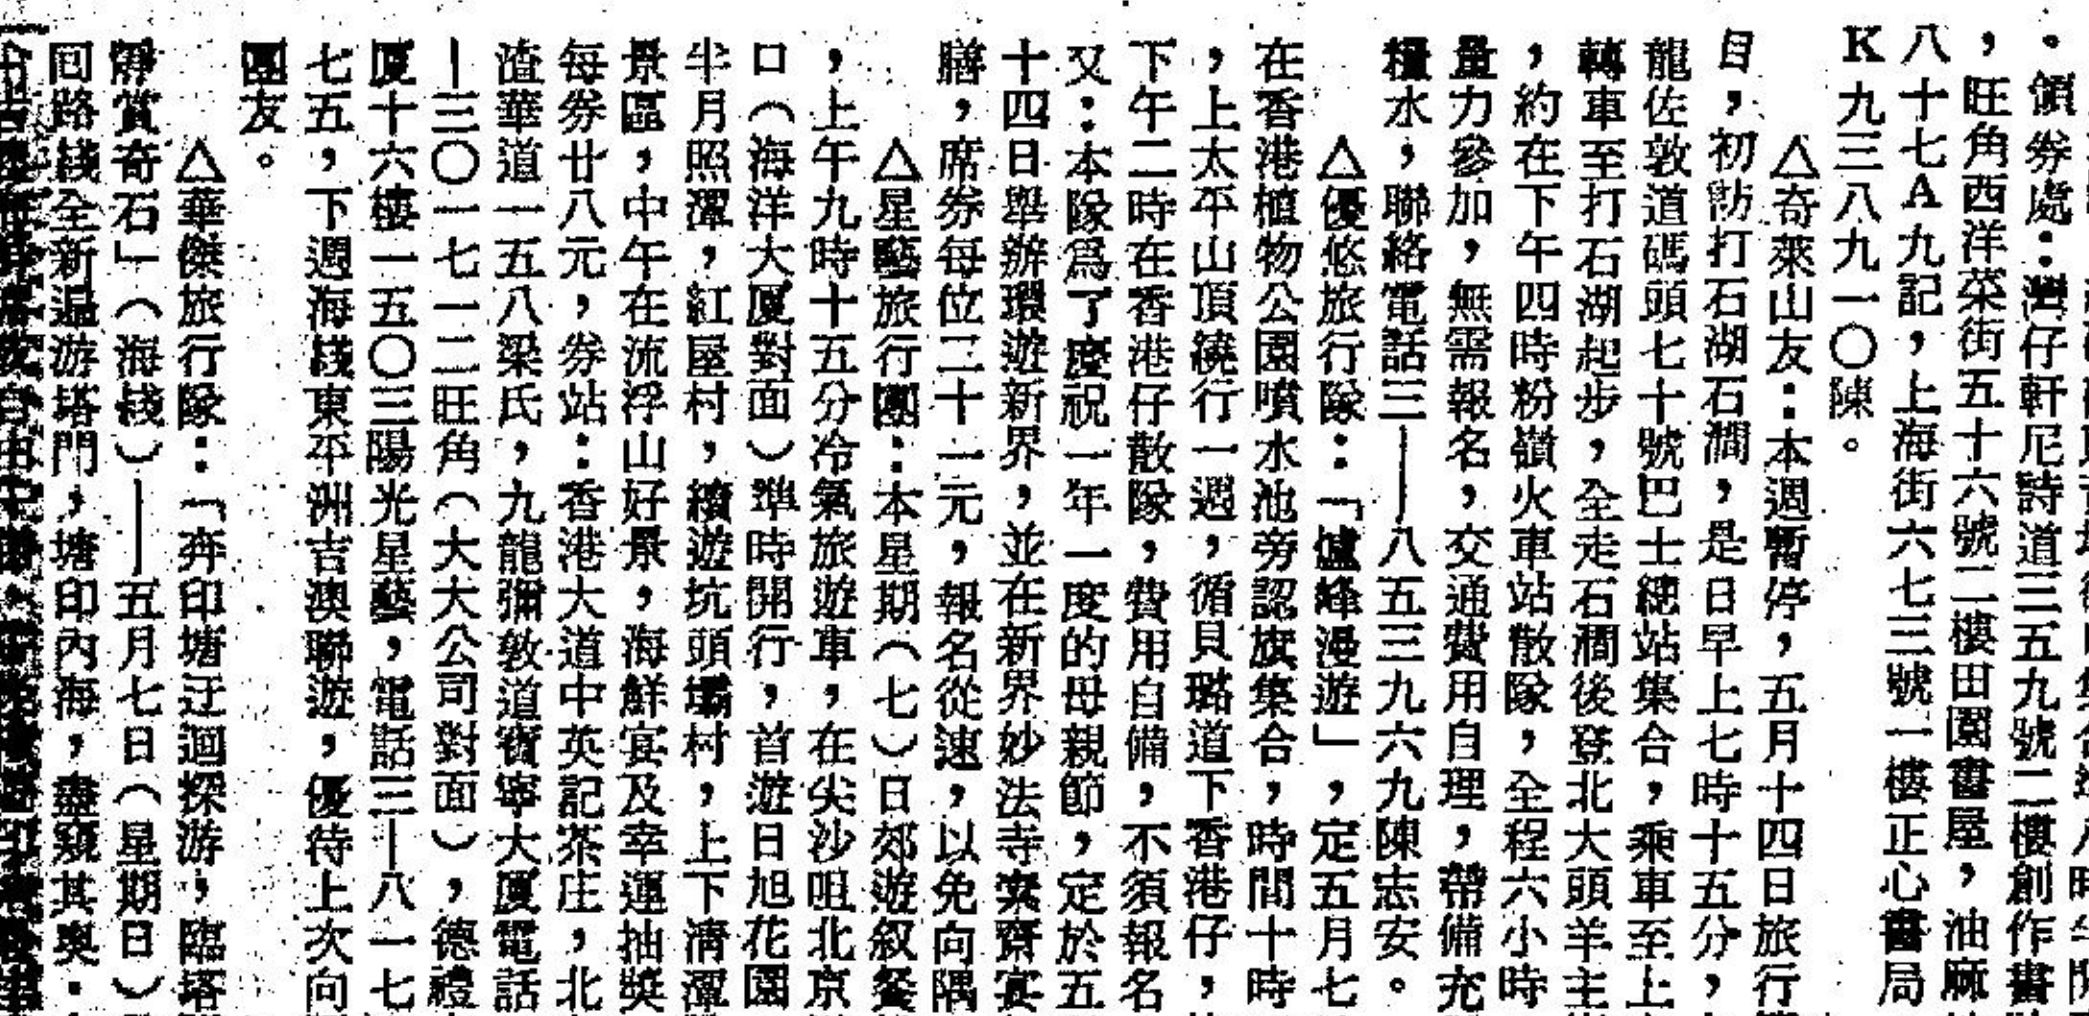 。領券處：灣仔軒尼詩道三五九號二樓創作書
，旺角西洋菜街五十六號二樓田園書屋，油麻
八十七A九記，上海街六七三號一樓正心書局
K九三八九一〇陳。
△奇萊山友：本週暫停，五月十四日旅行
目，初訪打石湖石澗，是日早上七時十五分，
龍佐敦道碼頭七十號巴士總站集合，乘車至上
轉車至打石湖起步，全走石澗後登北大頭羊主
，約在下午四時粉嶺火車站散隊，全程六小時
量力參加，無需報名，交通費用自理，帶備充
糧水，聯絡電話三—八五三九六九陳志安。
△優悠旅行隊：「爐峰漫遊」，定五月七
在香港植物公園噴水池旁認旗集合，時間十時
，上太平山頂繞行一週，循貝璐道下香港仔，
下午二時在香港仔散隊，費用自備，不須報名
又：本隊爲了慶祝一年一度的母親節，定於五
十四日舉辦環遊新界，並在新界妙法寺素齋宴
膳，席券每位二十一元，報名從速，以免向隅
△星藝旅行團：本星期（七）日郊遊叙餐
，上午九時十五分冷氣旅遊車，在尖沙咀北京
口（海洋大厦對面）準時開行，首遊日旭花園
半月照潭，紅屋村，續遊坑頭壩村，上下清潭
景區，中午在流浮山好景，海鮮宴及幸運抽獎
每券廿八元，券站：香港大道中英記茶庄，北
渣華道一五八梁氏，九龍彌敦道寶寧大厦電話
—三〇一七一二旺角（大大公司對面），德禮
厦十六樓一五〇三陽光星藝，電話三—八一七
七五，下週海綫東平洲吉澳聯遊，優待上次向
團友。
△華傑旅行隊：「奔印塘迂迴探游，臨塔
賞奇石」（海綫）——五月七日（星期日）
囘路綫全新遍游塔門，塘印內海，盡窺其奧．